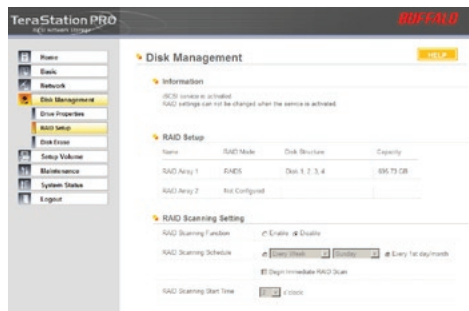 TeraStation PRO
RAID Network Storage
BUFFALO
Home
Basic
Network
Disk Management
Drive Properties
RAID Setup
Disk Erase
Setup Volume
Maintenance
System Status
Logout
Disk Management
HELP
Information
iSCSI service is activated.
RAID settings can not be changed when the service is activated.
RAID Setup
Name RAID Mode Disk Structure Capacity
RAID Array 1 RAID5 Disk 1, 2, 3, 4
RAID Array 2 Not Configured
RAID Scanning Setting
RAID Scanning Function Enable Disable
RAID Scanning Schedule Every Week Sunday Every 1st day/month
Begin Immediate RAID Scan
RAID Scanning Start Time o'clock